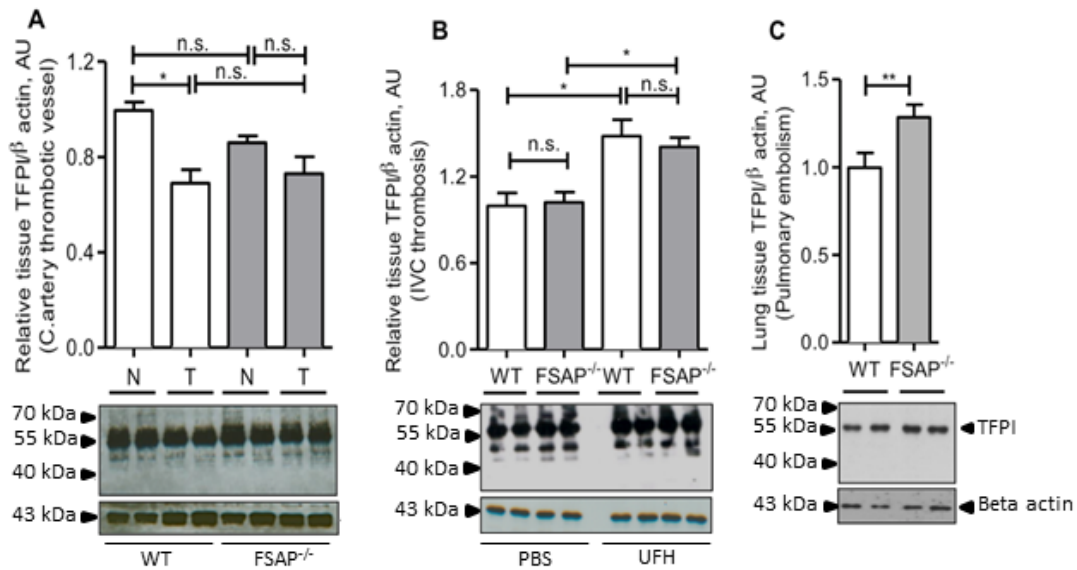 A
Relative tissue TFPI/β actin, AU
(C.artery thrombotic vessel)
n.s.
n.s.
*
n.s.
1.2
0.8
0.4
0.0
N
T
N
T
70 kDa
55 kDa
40 kDa
43 kDa
WT
FSAP-/-
B
Relative tissue TFPI/β actin, AU
(IVC thrombosis)
*
*
n.s.
n.s.
1.8
1.2
0.6
0.0
WT
FSAP-/-
WT
FSAP-/-
70 kDa
55 kDa
40 kDa
43 kDa
PBS
UFH
C
Lung tissue TFPI/β actin, AU
(Pulmonary embolism)
**
1.5
1.0
0.5
0.0
WT
FSAP-/-
70 kDa
55 kDa
TFPI
40 kDa
43 kDa
Beta actin